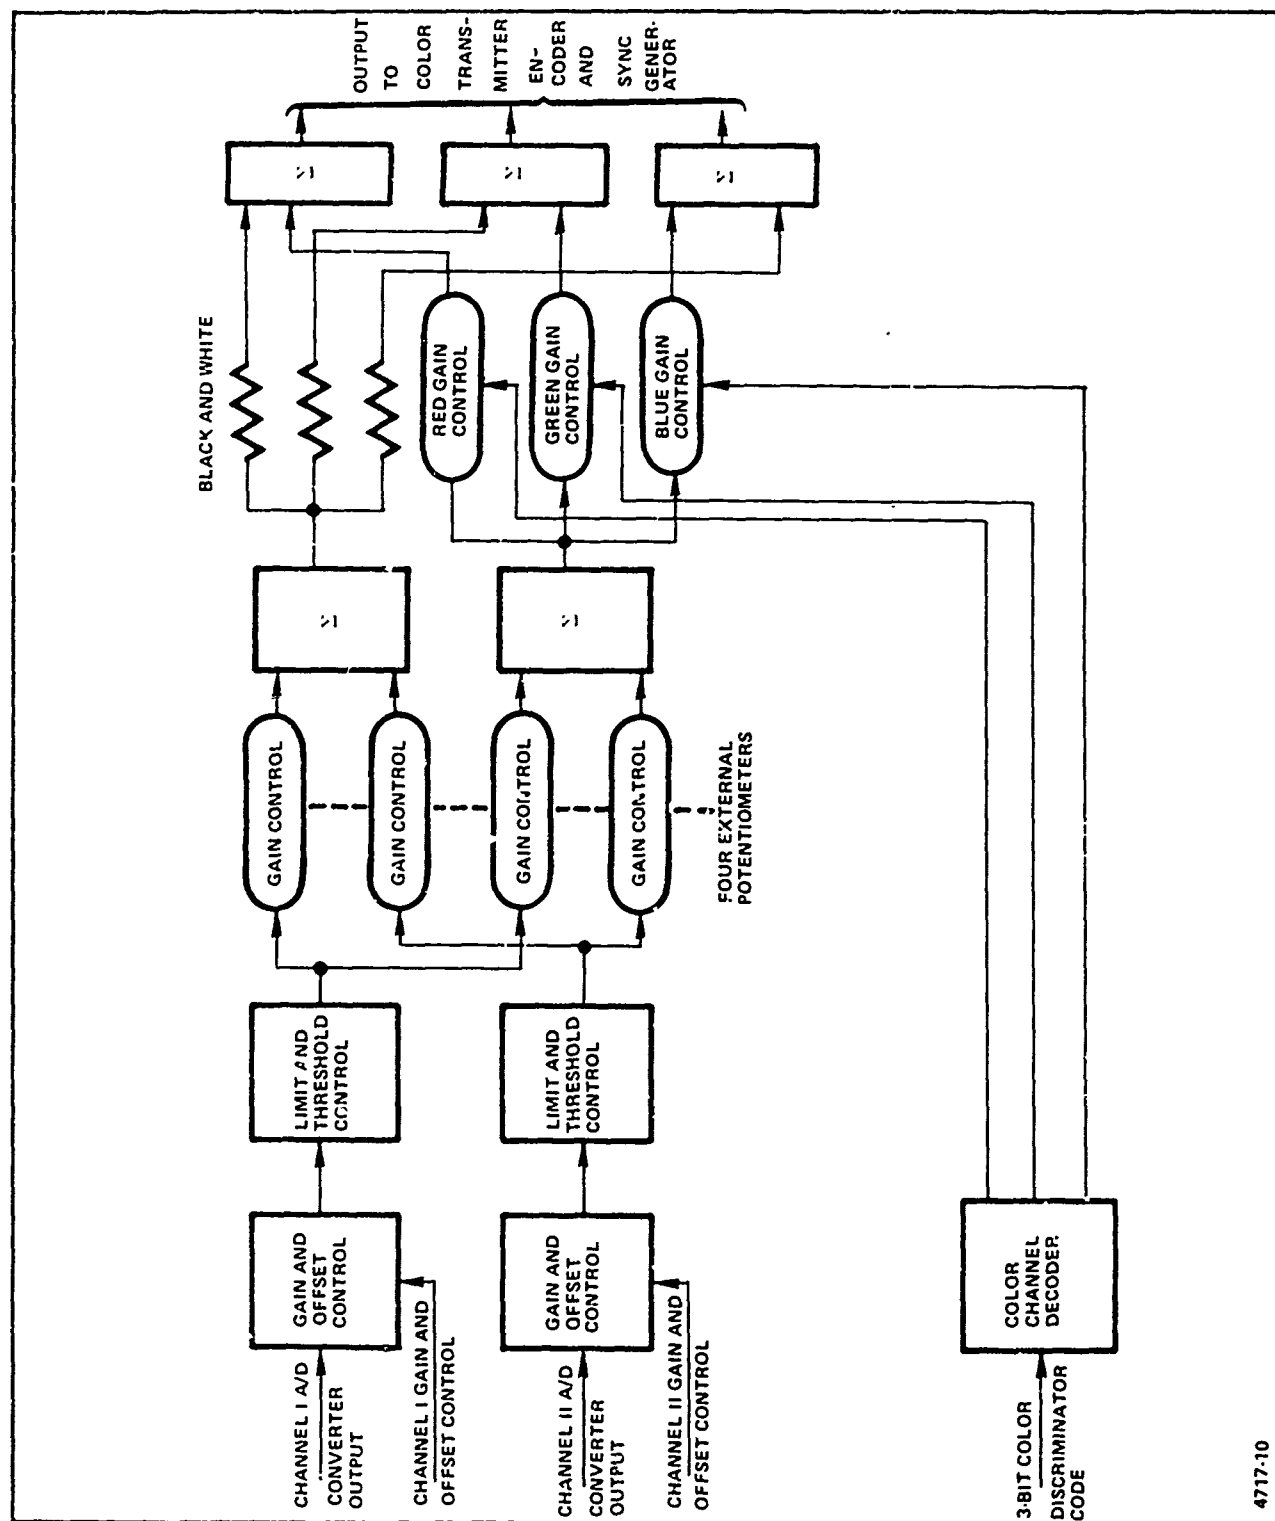 CHANNEL I A/D
CONVERTER
OUTPUT
CHANNEL I GAIN AND
OFFSET CONTROL
GAIN AND
OFFSET
CONTROL
LIMIT AND
THRESHOLD
CONTROL
CHANNEL II A/D
CONVERTER
OUTPUT
CHANNEL II GAIN AND
OFFSET CONTROL
GAIN AND
OFFSET
CONTROL
LIMIT AND
THRESHOLD
CONTROL
GAIN CONTROL
GAIN CONTROL
GAIN CONTROL
GAIN CONTROL
FOUR EXTERNAL
POTENTIOMETERS
Σ
Σ
BLACK AND WHITE
RED GAIN
CONTROL
GREEN GAIN
CONTROL
BLUE GAIN
CONTROL
Σ
Σ
Σ
OUTPUT
TO
COLOR
TRANS-
MITTER
EN-
CODER
AND
SYNC
GENER-
ATOR
3-BIT COLOR
DISCRIMINATOR
CODE
COLOR
CHANNEL
DECODER
4717-10